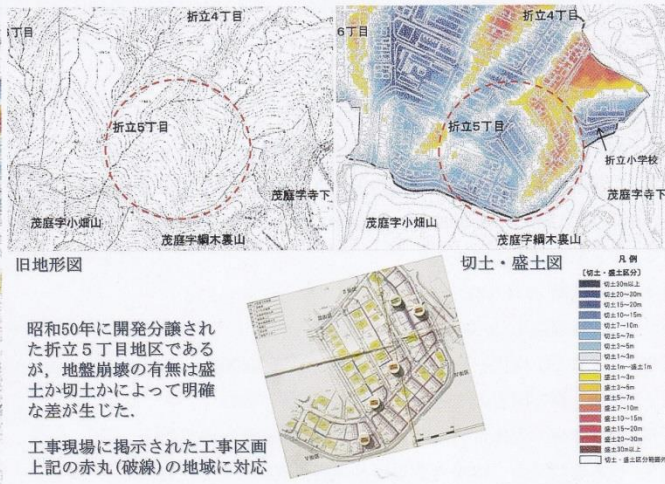 丁目
折立4丁目
折立5丁目
茂庭字寺下
茂庭字小畑山
茂庭字綱木裏山
旧地形図
6丁目
折立4丁目
折立5丁目
折立小学校
茂庭字寺下
茂庭字小畑山
茂庭字綱木裏山
切土・盛土図
凡例
[切土・盛土区分]
切土30m以上
切土20~30m
切土15~20m
切土10~15m
切土7~10m
切土5~7m
切土3~5m
切土1~3m
切土1m~盛土1m
盛土1~3m
盛土3~5m
盛土5~7m
盛土7~10m
盛土10~15m
盛土15~20m
盛土20~30m
盛土30m以上
切土・盛土区分範囲外
昭和50年に開発分譲され
た折立5丁目地区である
が，地盤崩壊の有無は盛
土か切土かによって明確
な差が生じた．
工事現場に掲示された工事区画
上記の赤丸(破線)の地域に対応